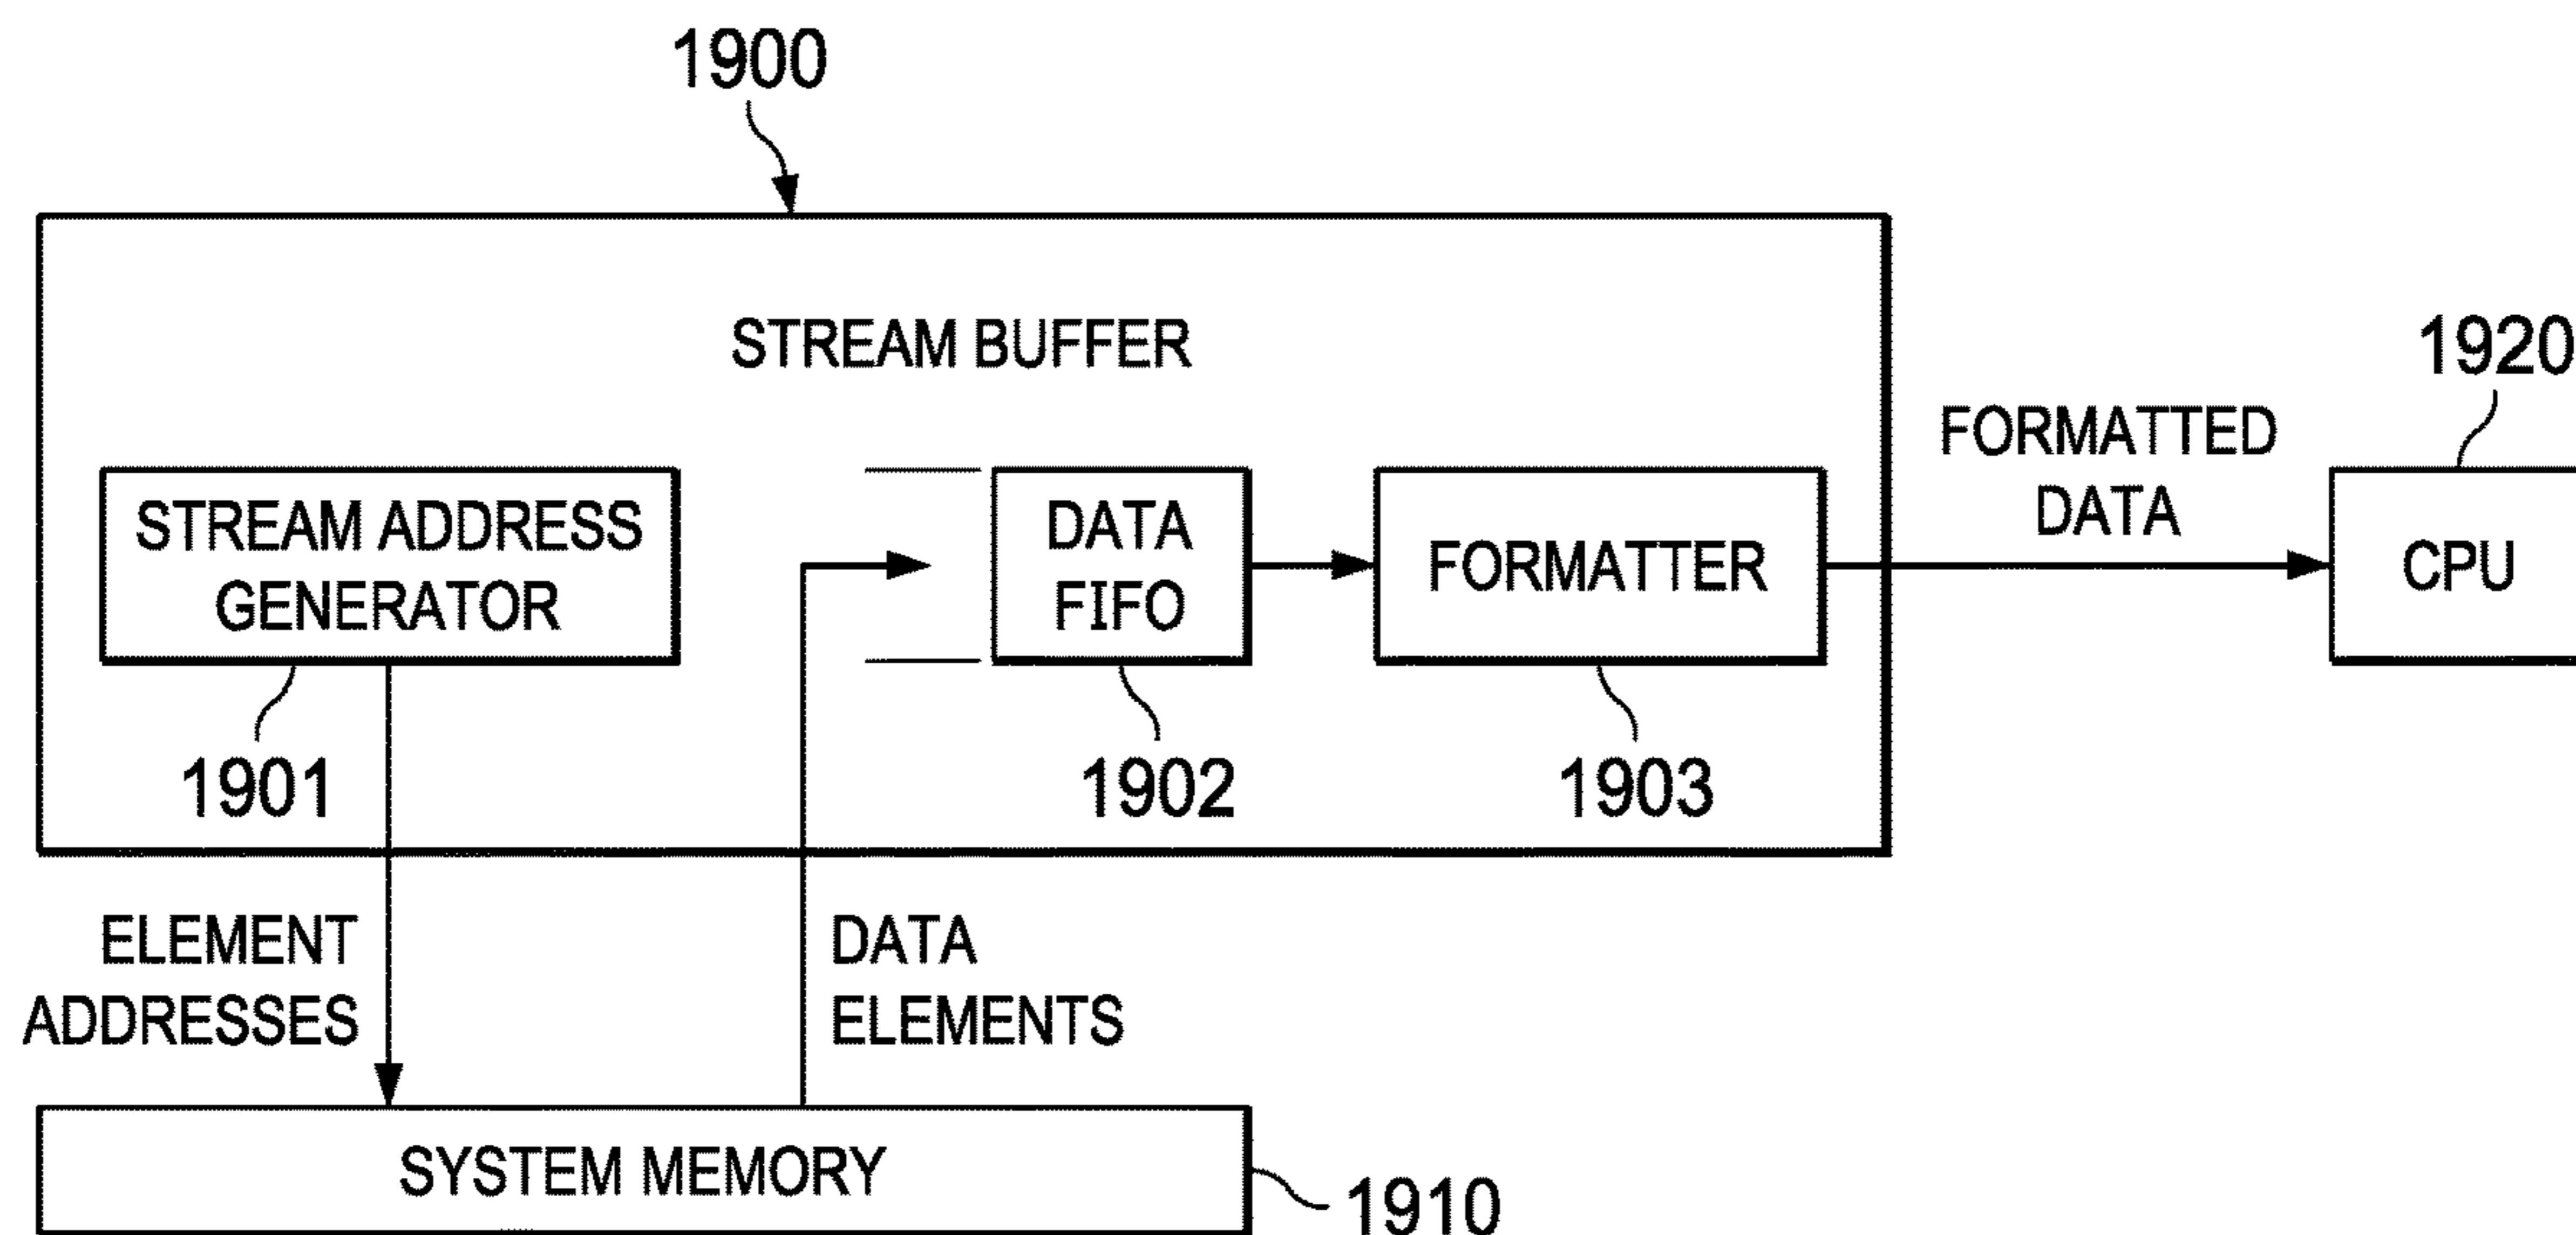 1900
STREAM BUFFER
1920
FORMATTED
DATA
STREAM ADDRESS
GENERATOR
DATA
FIFO
FORMATTER
CPU
1901
1902
1903
ELEMENT
ADDRESSES
DATA
ELEMENTS
SYSTEM MEMORY
1910